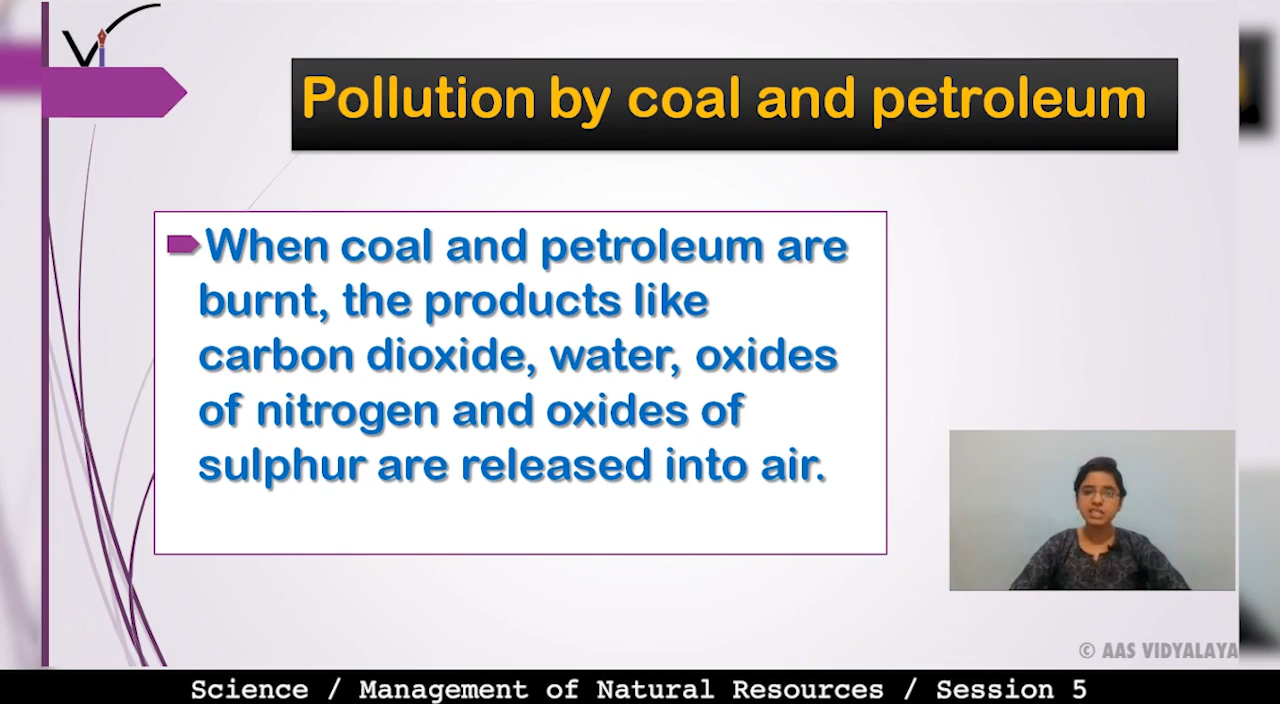 Vi
Pollution by coal and petroleum
When coal and petroleum are
burnt, the products like
carbon dioxide, water, oxides
of nitrogen and oxides of
sulphur are released into air.
© AAS VIDYALAYA
Science / Management of Natural Resources / Session 5